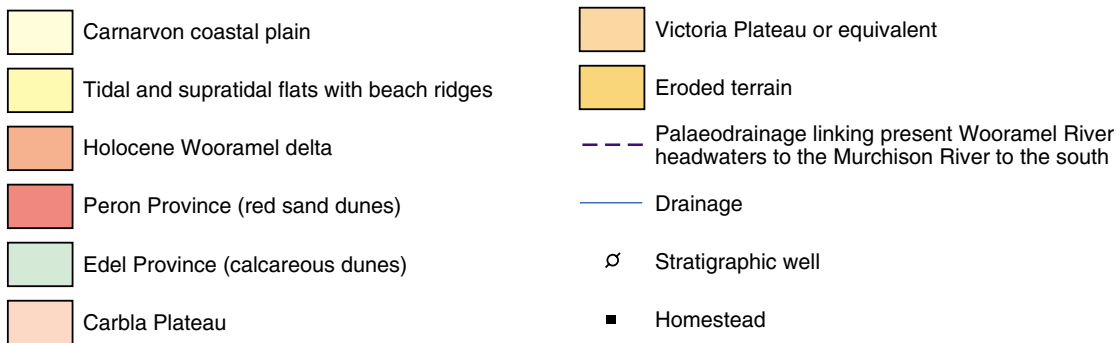 Carnarvon coastal plain
Tidal and supratidal flats with beach ridges
Holocene Wooramel delta
Peron Province (red sand dunes)
Edel Province (calcareous dunes)
Carbla Plateau
Victoria Plateau or equivalent
Eroded terrain
Palaeodrainage linking present Wooramel River
headwaters to the Murchison River to the south
Drainage
Stratigraphic well
Homestead